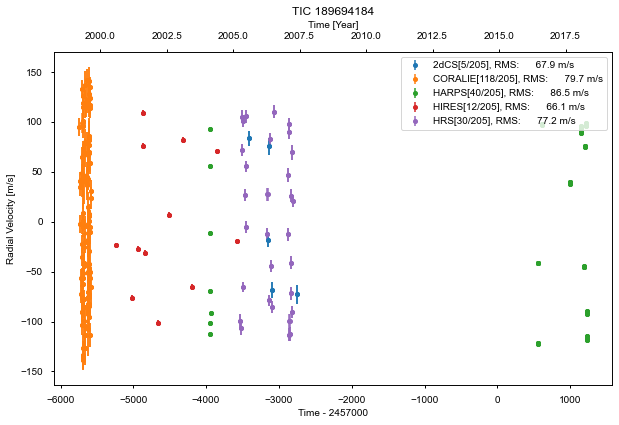 TIC 189694184
Time [Year]
2000.0 2002.5 2005.0 2007.5 2010.0 2012.5 2015.0 2017.5
2dCS[5/205], RMS: 67.9 m/s
CORALIE[118/205], RMS: 79.7 m/s
HARPS[40/205], RMS: 86.5 m/s
HIRES[12/205], RMS: 66.1 m/s
HRS[30/205], RMS: 77.2 m/s
Radial Velocity [m/s]
150
100
50
0
−50
−100
−150
−6000 −5000 −4000 −3000 −2000 −1000 0 1000
Time - 2457000